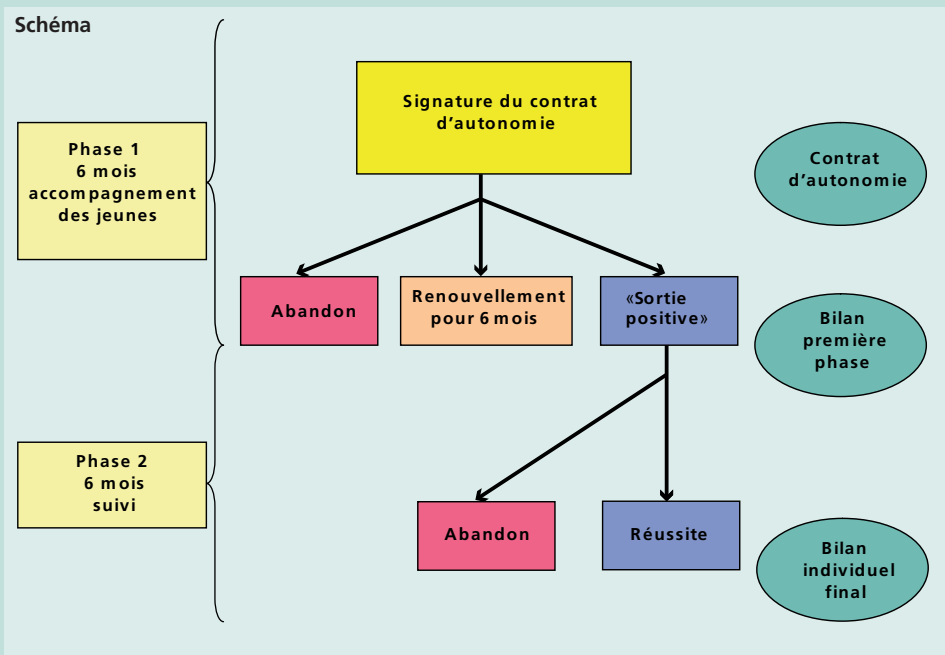 Schéma
Signature du contrat
d'autonomie
Phase 1
6 mois
accompagnement
des jeunes
Contrat
d'autonomie
Abandon
Renouvellement
pour 6 mois
«Sortie
positive»
Bilan
première
phase
Phase 2
6 mois
suivi
Abandon
Réussite
Bilan
individuel
final